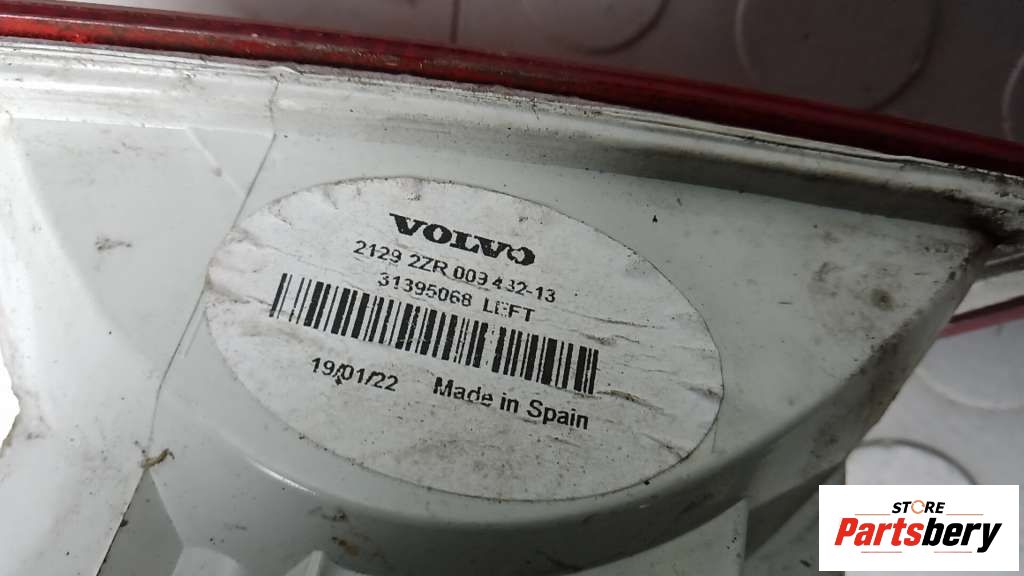 VOLVO
2129 2ZR 009 432-13
31395068 LEFT
19/01/22 Made in Spain
STORE
Partsbery